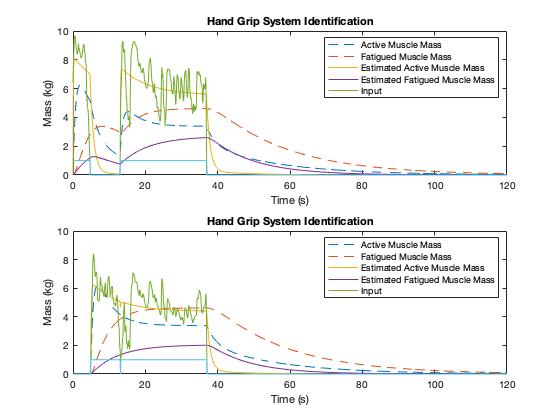 Hand Grip System Identification
10
8
6
4
2
0
Mass (kg)
Active Muscle Mass
Fatigued Muscle Mass
Estimated Active Muscle Mass
Estimated Fatigued Muscle Mass
Input
0 20 40 60 80 100 120
Time (s)
Hand Grip System Identification
10
8
6
4
2
0
Mass (kg)
Active Muscle Mass
Fatigued Muscle Mass
Estimated Active Muscle Mass
Estimated Fatigued Muscle Mass
Input
0 20 40 60 80 100 120
Time (s)